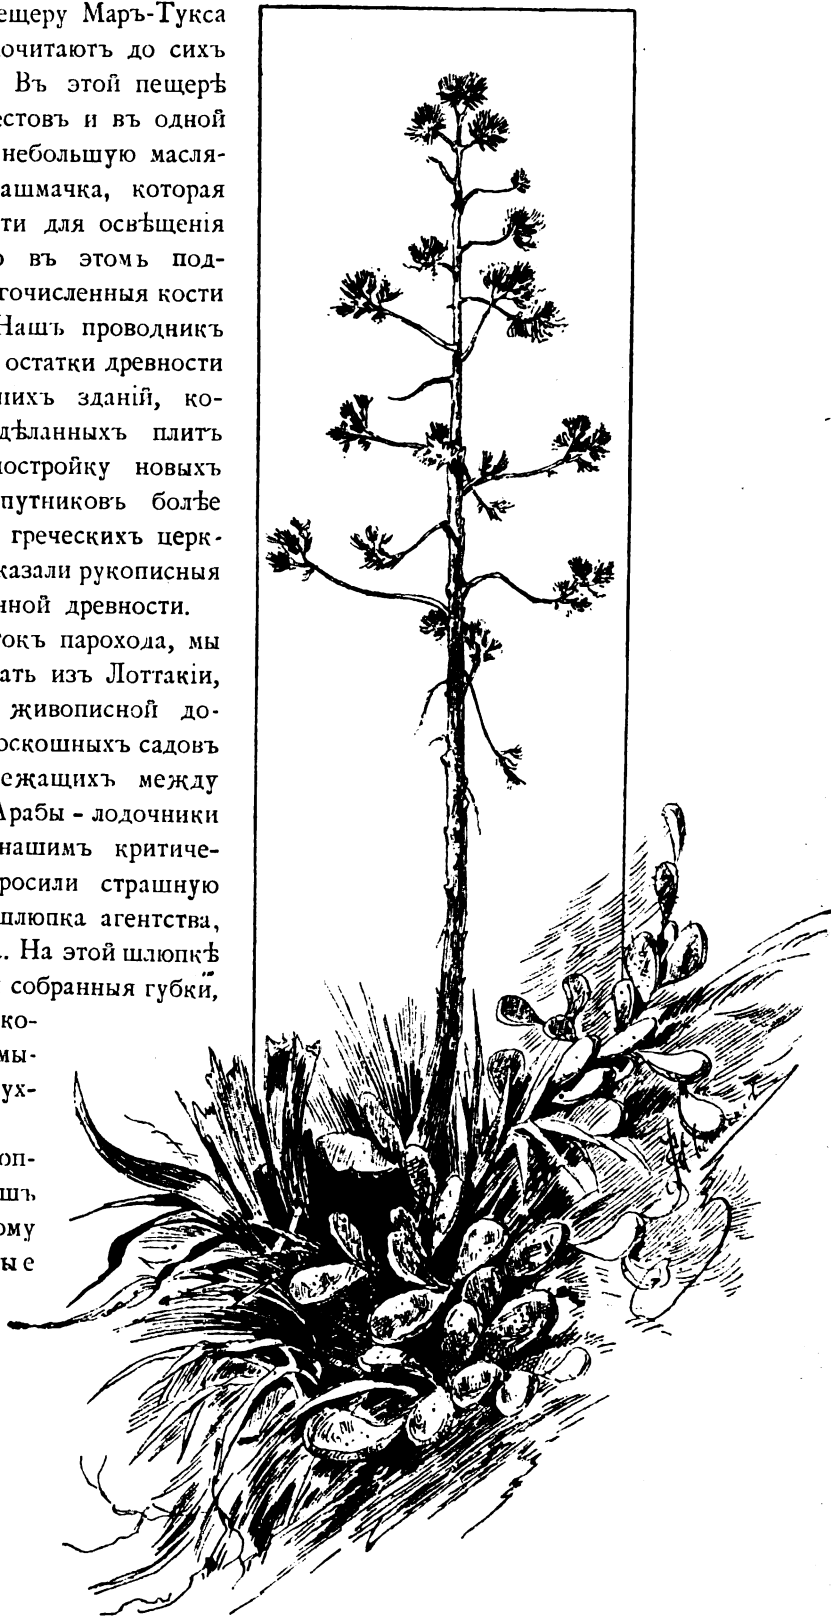 ещеру Маръ-Тукса
очитаютъ до сихъ
Въ этой пещерѣ
естовъ и въ одной
небольшую масля-
ашмачка, которая
ти для освѣщенія
въ этомъ под-
гочисленныя кости
Нашъ проводникъ
остатки древности
нихъ зданій, ко-
дѣланныхъ плитъ
постройку новыхъ
путниковъ болѣе
греческихъ церк-
казали рукописныя
нной древности.
токъ парохода, мы
ать изъ Лоттакіи,
живописной до-
оскошныхъ садовъ
ежащихъ между
Арабы - лодочники
нашимъ критиче-
росили страшную
шлюпка агентства,
.. На этой шлюпкѣ
собранныя губки,
ко-
мы-
ух-
оп-
шъ
ому
ые